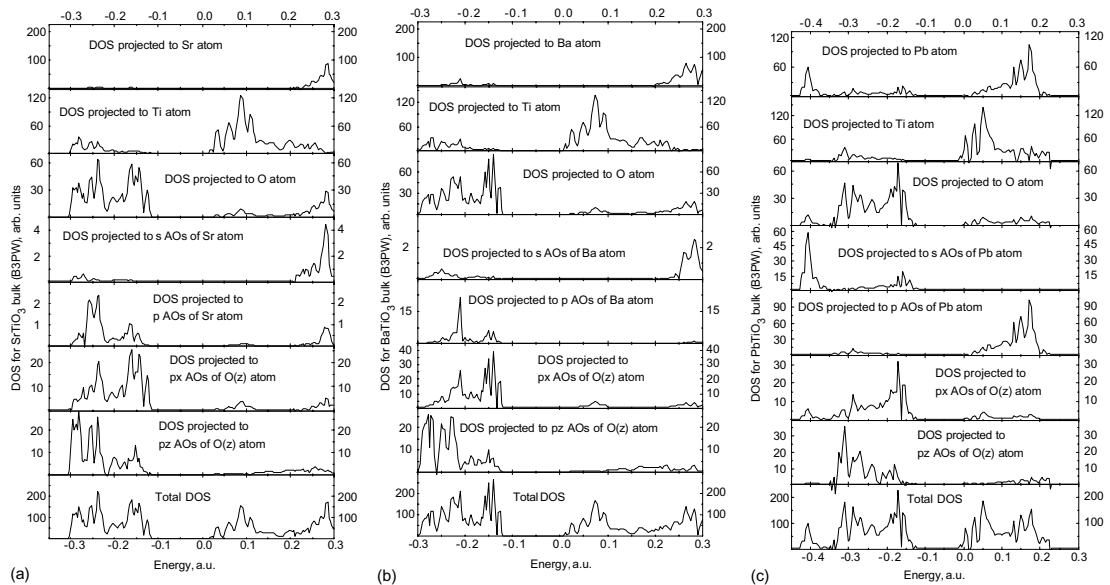 -0.3 -0.2 -0.1 0.0 0.1 0.2 0.3
DOS for SrTiO3 bulk (B3PW), arb. units
200
100
200
100
DOS projected to Sr atom
120
60
120
60
DOS projected to Ti atom
60
30
60
30
DOS projected to O atom
4
2
4
2
DOS projected to s AOs of Sr atom
2
1
2
1
DOS projected to
p AOs of Sr atom
20
10
20
10
DOS projected to
px AOs of O(z) atom
20
10
20
10
DOS projected to
pz AOs of O(z) atom
200
100
200
100
Total DOS
-0.3 -0.2 -0.1 0.0 0.1 0.2 0.3
Energy, a.u.
(a)
-0.3 -0.2 -0.1 0.0 0.1 0.2 0.3
DOS for BaTiO3 bulk (B3PW), arb. units
200
100
200
100
DOS projected to Ba atom
120
60
120
60
DOS projected to Ti atom
60
30
60
30
DOS projected to O atom
2
2
DOS projected to s AOs of Ba atom
15
15
DOS projected to p AOs of Ba atom
40
30
20
10
40
30
20
10
DOS projected to
px AOs of O(z) atom
20
10
20
10
DOS projected to pz AOs of O(z) atom
200
100
200
100
Total DOS
-0.3 -0.2 -0.1 0.0 0.1 0.2 0.3
Energy, a.u.
(b)
-0.4 -0.3 -0.2 -0.1 0.0 0.1 0.2 0.3
DOS for PbTiO3 bulk (B3PW), arb. units
120
60
120
60
DOS projected to Pb atom
120
60
120
60
DOS projected to Ti atom
60
40
20
60
40
20
DOS projected to O atom
60
45
30
15
60
45
30
15
DOS projected to s AOs of Pb atom
90
60
30
90
60
30
DOS projected to p AOs of Pb atom
30
20
10
30
20
10
DOS projected to
px AOs of O(z) atom
30
20
10
30
20
10
DOS projected to
pz AOs of O(z) atom
200
100
200
100
Total DOS
-0.4 -0.3 -0.2 -0.1 0.0 0.1 0.2 0.3
Energy, a.u.
(c)